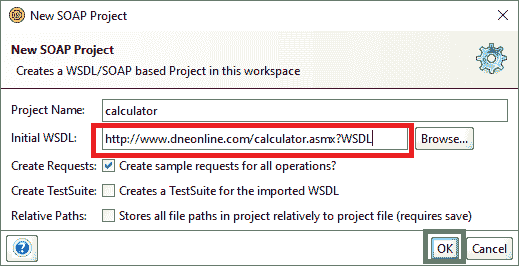 New SOAP Project
New SOAP Project
Creates a WSDL/SOAP based Project in this workspace
Project Name: calculator
Initial WSDL: http://www.dneonline.com/calculator.asmx?WSDL Browse...
Create Requests: Create sample requests for all operations?
Create TestSuite: Creates a TestSuite for the imported WSDL
Relative Paths: Stores all file paths in project relatively to project file (requires save)
OK Cancel